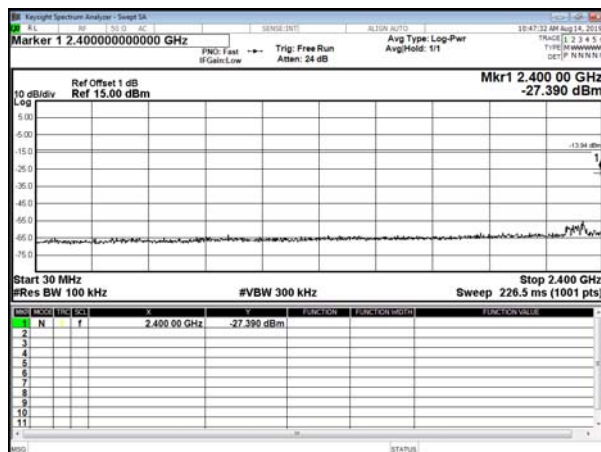 Keysight Spectrum Analyzer - Swept SA
RL RF 50 Ω AC SENSE:INT ALIGN AUTO 10:47:32 AM Aug 14, 2019
Marker 1 2.400000000000 GHz
PNO: Fast
IFGain:Low
Trig: Free Run
Atten: 24 dB
Avg Type: Log-Pwr
Avg|Hold: 1/1
TRACE 1 2 3 4 5
TYPE
DET P N N N N
Mkr1 2.400 00 GHz
-27.390 dBm
Ref Offset 1 dB
10 dB/div Ref 15.00 dBm
Log
5.00
-5.00
-15.0
-13.94 dBm
1
-25.0
-35.0
-45.0
-55.0
-65.0
-75.0
Start 30 MHz Stop 2.400 GHz
#Res BW 100 kHz #VBW 300 kHz Sweep 226.5 ms (1001 pts)
MKR MODE TRC SCL X Y FUNCTION FUNCTION WIDTH FUNCTION VALUE
1 N 1 f 2.400 00 GHz -27.390 dBm
2
3
4
5
6
7
8
9
10
11
MSG STATUS